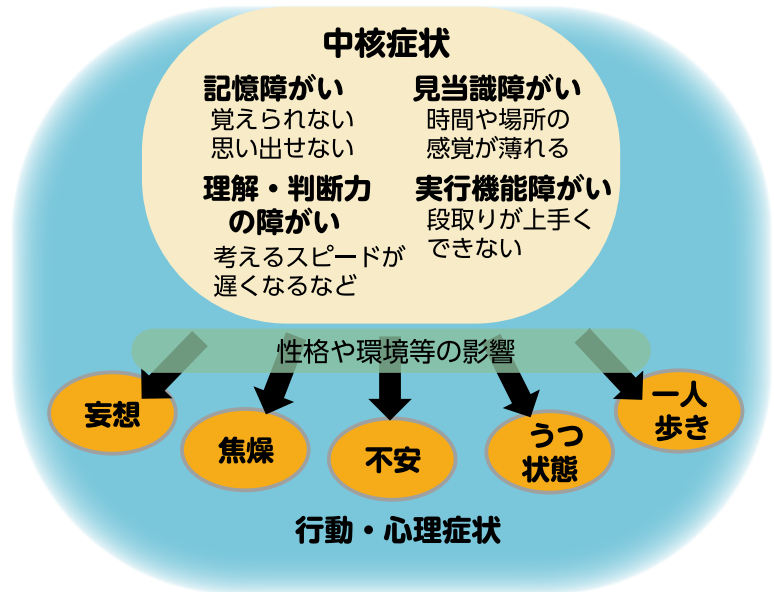 中核症状
記憶障がい
覚えられない
思い出せない
見当識障がい
時間や場所の
感覚が薄れる
理解・判断力
の障がい
考えるスピードが
遅くなるなど
実行機能障がい
段取りが上手く
できない
性格や環境等の影響
妄想
焦燥
不安
うつ
状態
一人
歩き
行動・心理症状